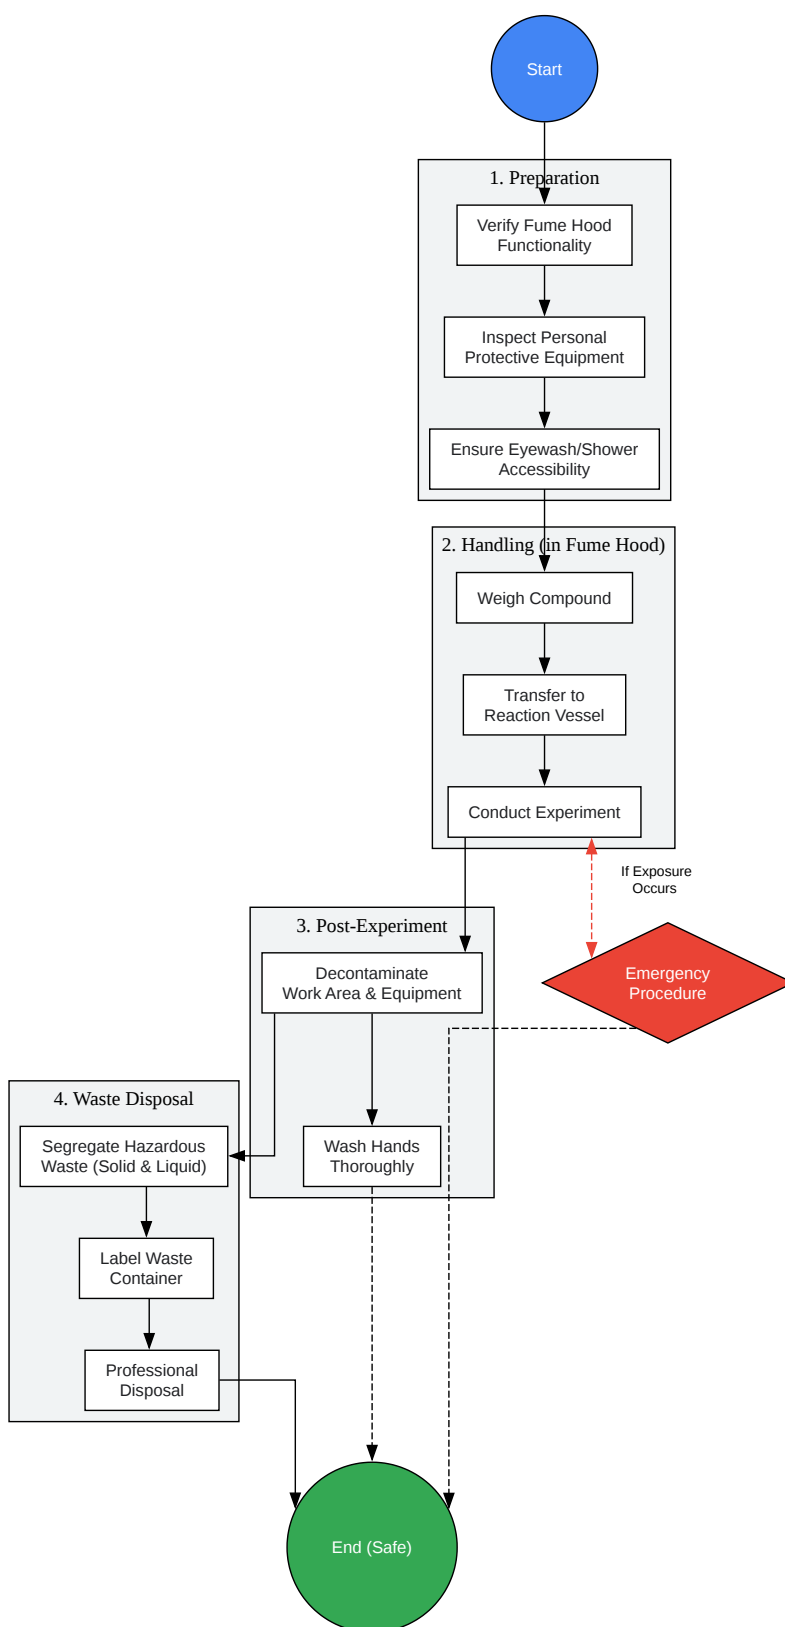 Start
1. Preparation
Verify Fume Hood
Functionality
Inspect Personal
Protective Equipment
Ensure Eyewash/Shower
Accessibility
2. Handling (in Fume Hood)
Weigh Compound
Transfer to
Reaction Vessel
Conduct Experiment
If Exposure
Occurs
3. Post-Experiment
Decontaminate
Work Area & Equipment
Emergency
Procedure
4. Waste Disposal
Segregate Hazardous
Waste (Solid & Liquid)
Wash Hands
Thoroughly
Label Waste
Container
Professional
Disposal
End (Safe)